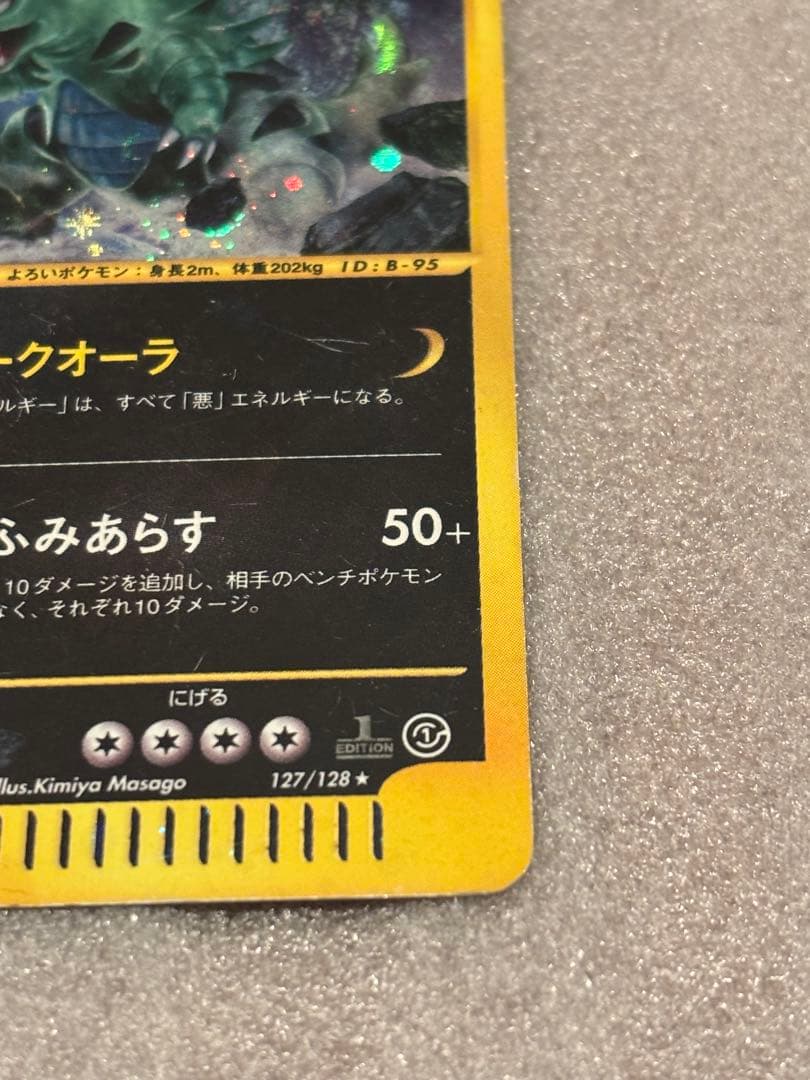 よろいポケモン：身長2m、体重202kg ID：B-95
ークオーラ
ルギー」は、すべて「悪」エネルギーになる。
ふみあらす 50+
10ダメージを追加し、相手のベンチポケモン
なく、それぞれ10ダメージ。
にげる
1 EDITION 1
llus.Kimiya Masago 127/128★